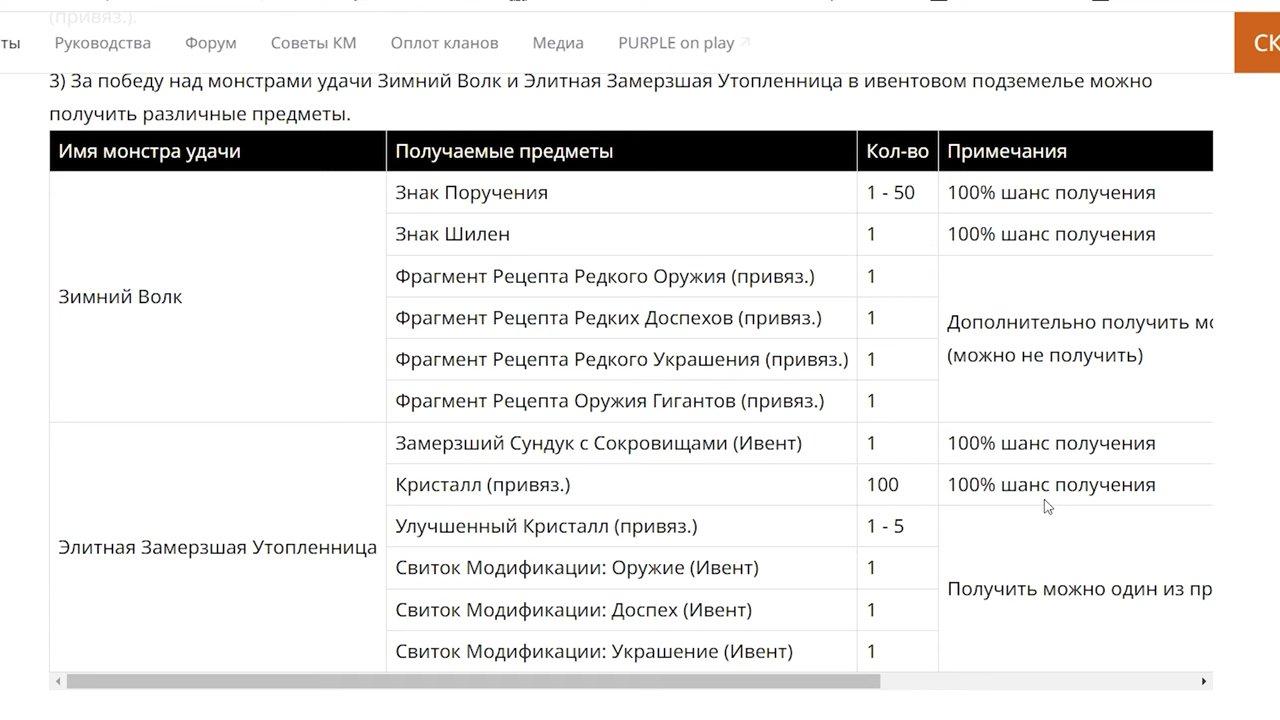 (привяз.).
ты Руководства Форум Советы КМ Оплот кланов Медиа PURPLE on play СК
3) За победу над монстрами удачи Зимний Волк и Элитная Замерзшая Утопленница в ивентовом подземелье можно
получить различные предметы.
Имя монстра удачи Получаемые предметы Кол-во Примечания
Знак Поручения 1 - 50 100% шанс получения
Знак Шилен 1 100% шанс получения
Зимний Волк
Фрагмент Рецепта Редкого Оружия (привяз.) 1
Фрагмент Рецепта Редких Доспехов (привяз.) 1
Дополнительно получить мо
(можно не получить)
Фрагмент Рецепта Редкого Украшения (привяз.) 1
Фрагмент Рецепта Оружия Гигантов (привяз.) 1
Замерзший Сундук с Сокровищами (Ивент) 1 100% шанс получения
Кристалл (привяз.) 100 100% шанс получения
Элитная Замерзшая Утопленница
Улучшенный Кристалл (привяз.) 1 - 5
Свиток Модификации: Оружие (Ивент) 1
Получить можно один из пр
Свиток Модификации: Доспех (Ивент) 1
Свиток Модификации: Украшение (Ивент) 1